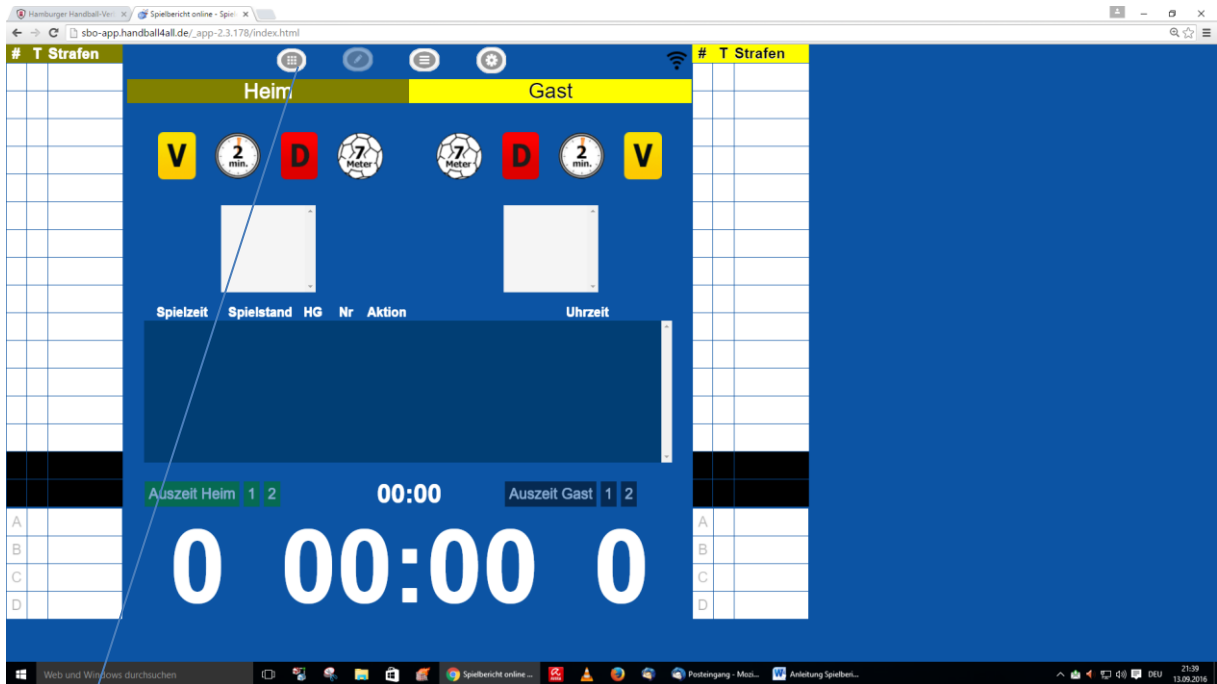 Hamburger Handball-Ver
Spielbericht online - Spiel
sbo-app.handball4all.de/_app-2.3.178/index.html
# T Strafen
# T Strafen
Heim
Gast
V
2 min.
D
7 Meter
7 Meter
D
2 min.
V
Spielzeit Spielstand HG Nr Aktion Uhrzeit
Auszeit Heim 1 2
00:00
Auszeit Gast 1 2
0 00:00 0
A
B
C
D
A
B
C
D
Web und Windows durchsuchen
Spielbericht online ...
Posteingang - Mozi...
Anleitung Spielberi...
DEU
21:39
13.09.2016